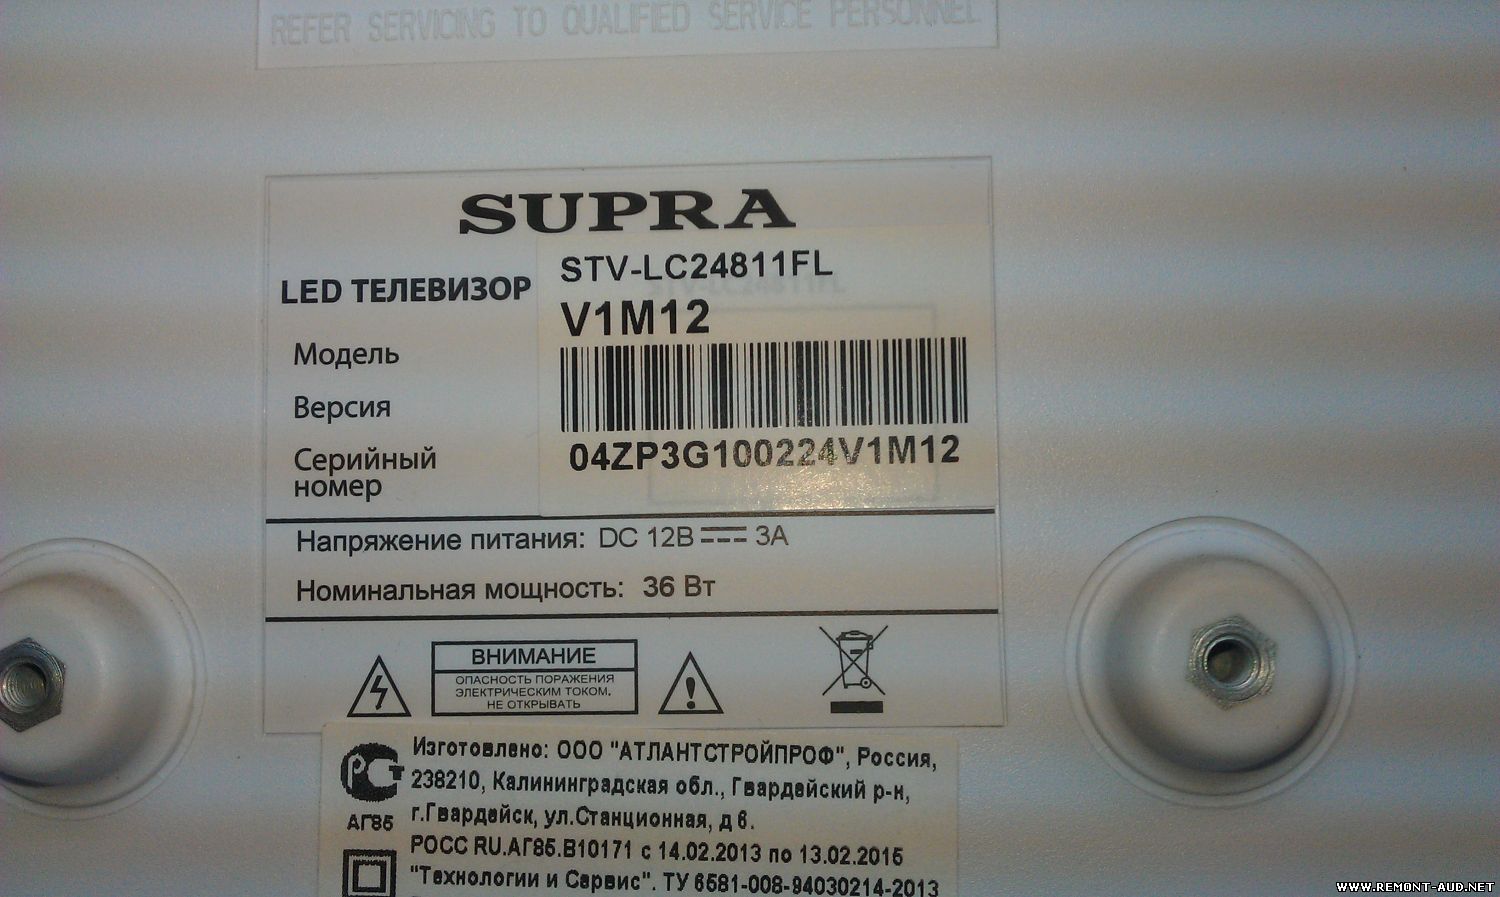 REFER SERVICING TO QUALIFIED SERVICE PERSONNEL
SUPRA
LED ТЕЛЕВИЗОР
STV-LC24811FL
V1M12
Модель
Версия
Серийный
номер
04ZP3G100224V1M12
Напряжение питания: DC 12В 3А
Номинальная мощность: 36 Вт
ВНИМАНИЕ
ОПАСНОСТЬ ПОРАЖЕНИЯ
ЭЛЕКТРИЧЕСКИМ ТОКОМ.
НЕ ОТКРЫВАТЬ
АГ85
Изготовлено: ООО "АТЛАНТСТРОЙПРОФ", Россия,
238210, Калининградская обл., Гвардейский р-н,
г.Гвардейск, ул.Станционная, д 6.
РОСС RU.АГ85.В10171 с 14.02.2013 по 13.02.2015
"Технологии и Сервис". ТУ 6581-008-94030214-2013
WWW.REMONT-AUD.NET